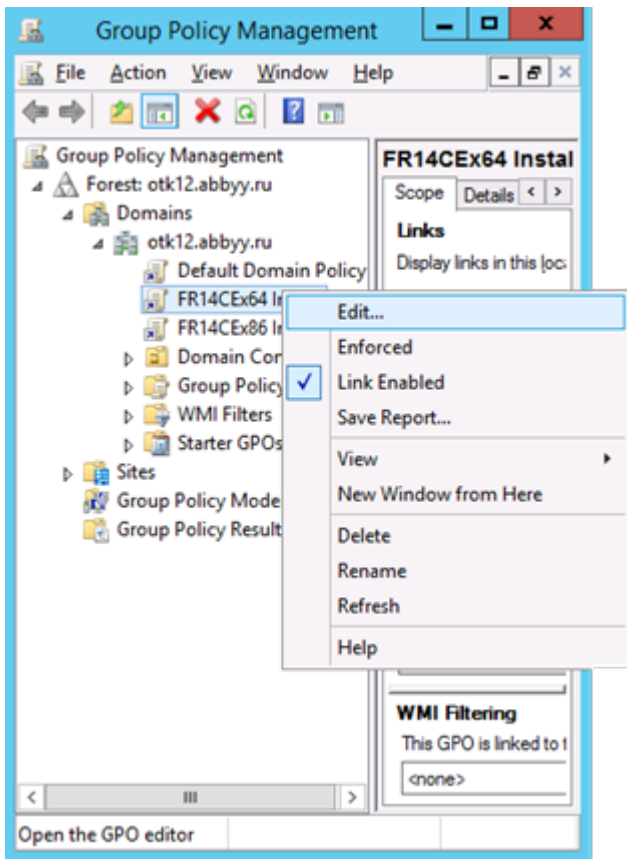 Group Policy Management
File Action View Window Help
Group Policy Management
Forest: otk12.abbyy.ru
Domains
otk12.abbyy.ru
Default Domain Policy
FR14CEx64 In
FR14CEx86 In
Domain Con
Group Policy
WMI Filters
Starter GPOs
Sites
Group Policy Mode
Group Policy Result
FR14CEx64 Instal
Scope Details
Links
Display links in this loc
Edit...
Enforced
Link Enabled
Save Report...
View
New Window from Here
Delete
Rename
Refresh
Help
WMI Filtering
This GPO is linked to t
<none>
Open the GPO editor